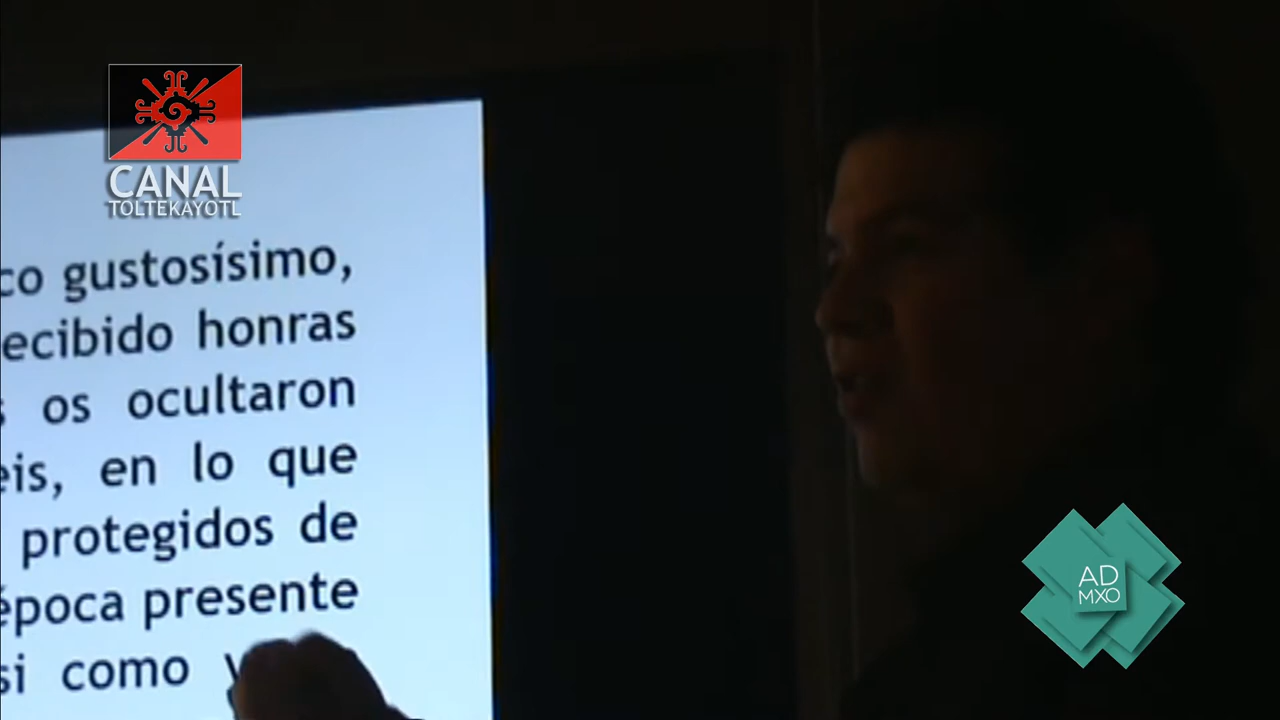 CANAL
TOLTEKAYOTL
co gustosísimo,
ecibido honras
s os ocultaron
eis, en lo que
protegidos de
época presente
si como
AD
MXO